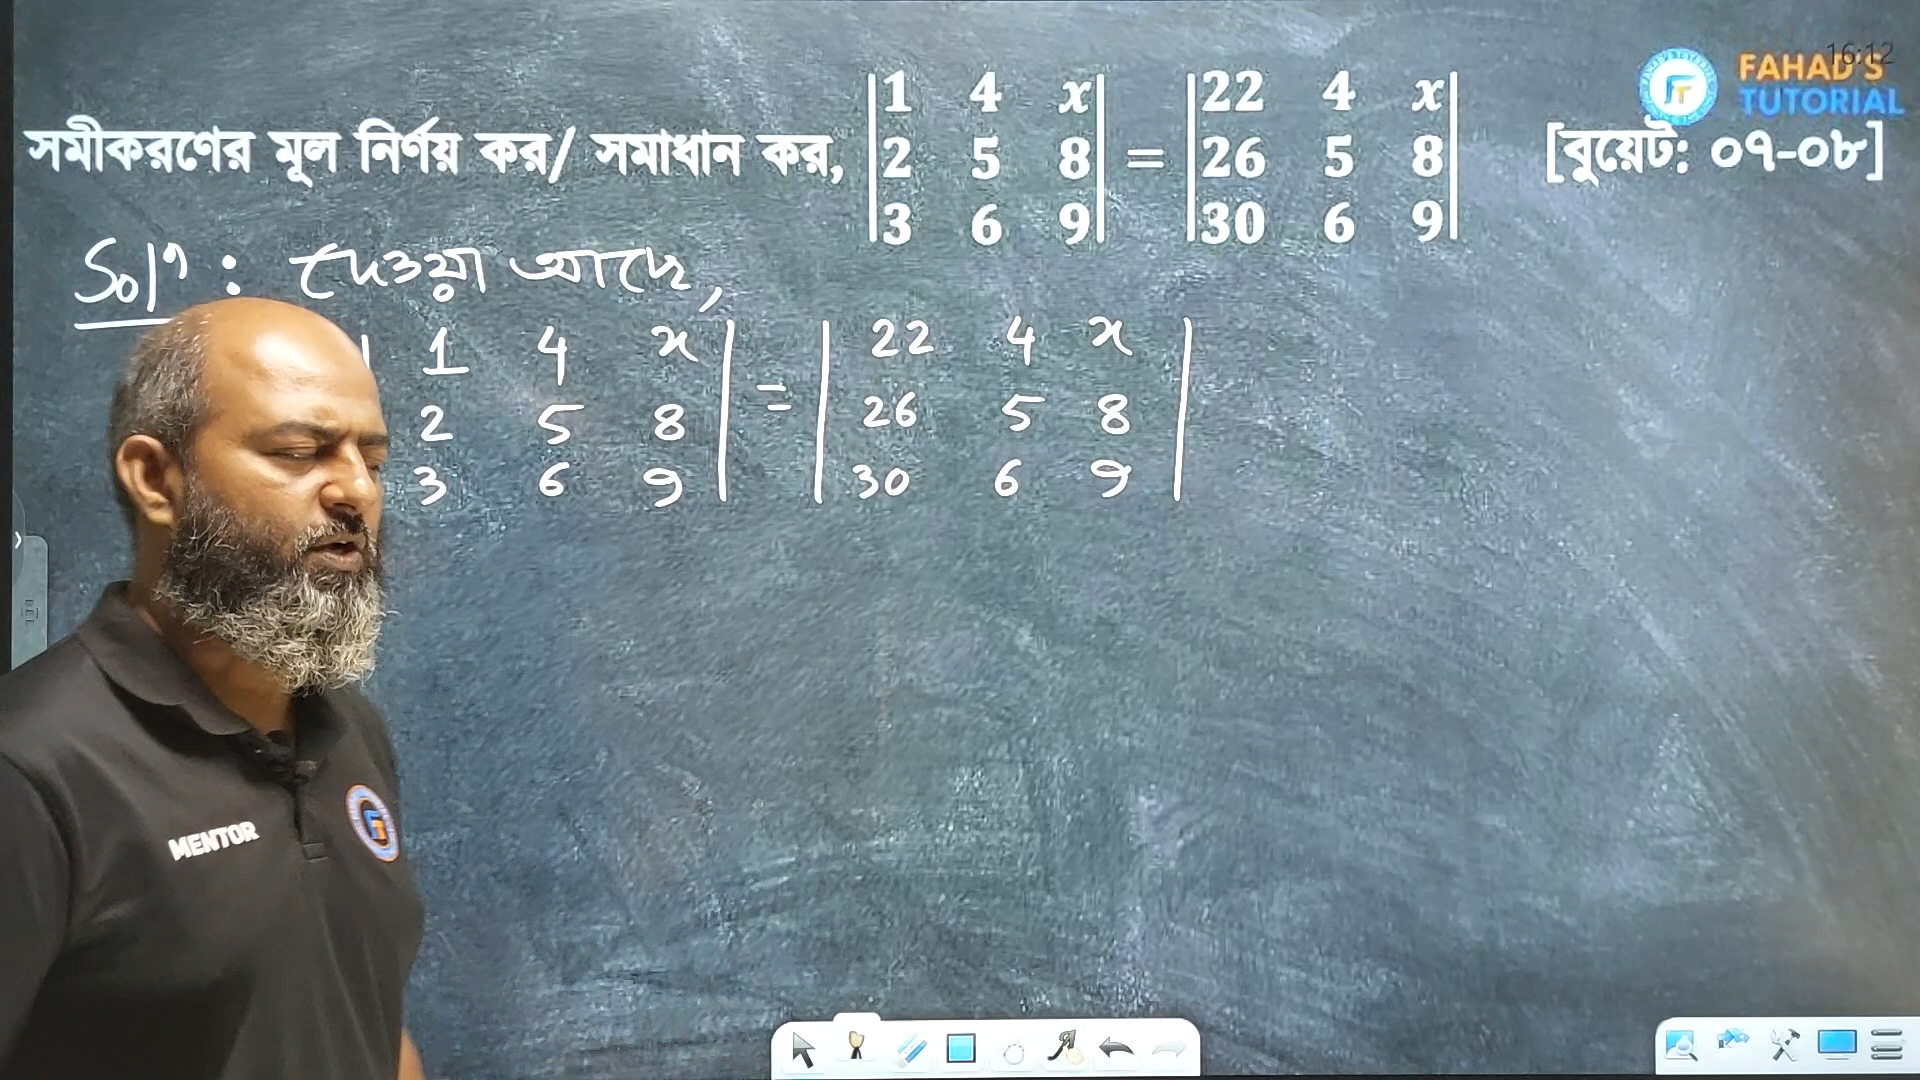 16:12
FAHAD'S
TUTORIAL
সমীকরণের মূল নির্ণয় কর/ সমাধান কর, |1 4 x| = |22 4 x| [বুয়েট: ০৭-০৮]
|2 5 8| |26 5 8|
|3 6 9| |30 6 9|
Solⁿ : দেওয়া আছে,
| 1 4 x | = | 22 4 x |
2 5 8 | | 26 5 8 |
3 6 9 | | 30 6 9 |
MENTOR